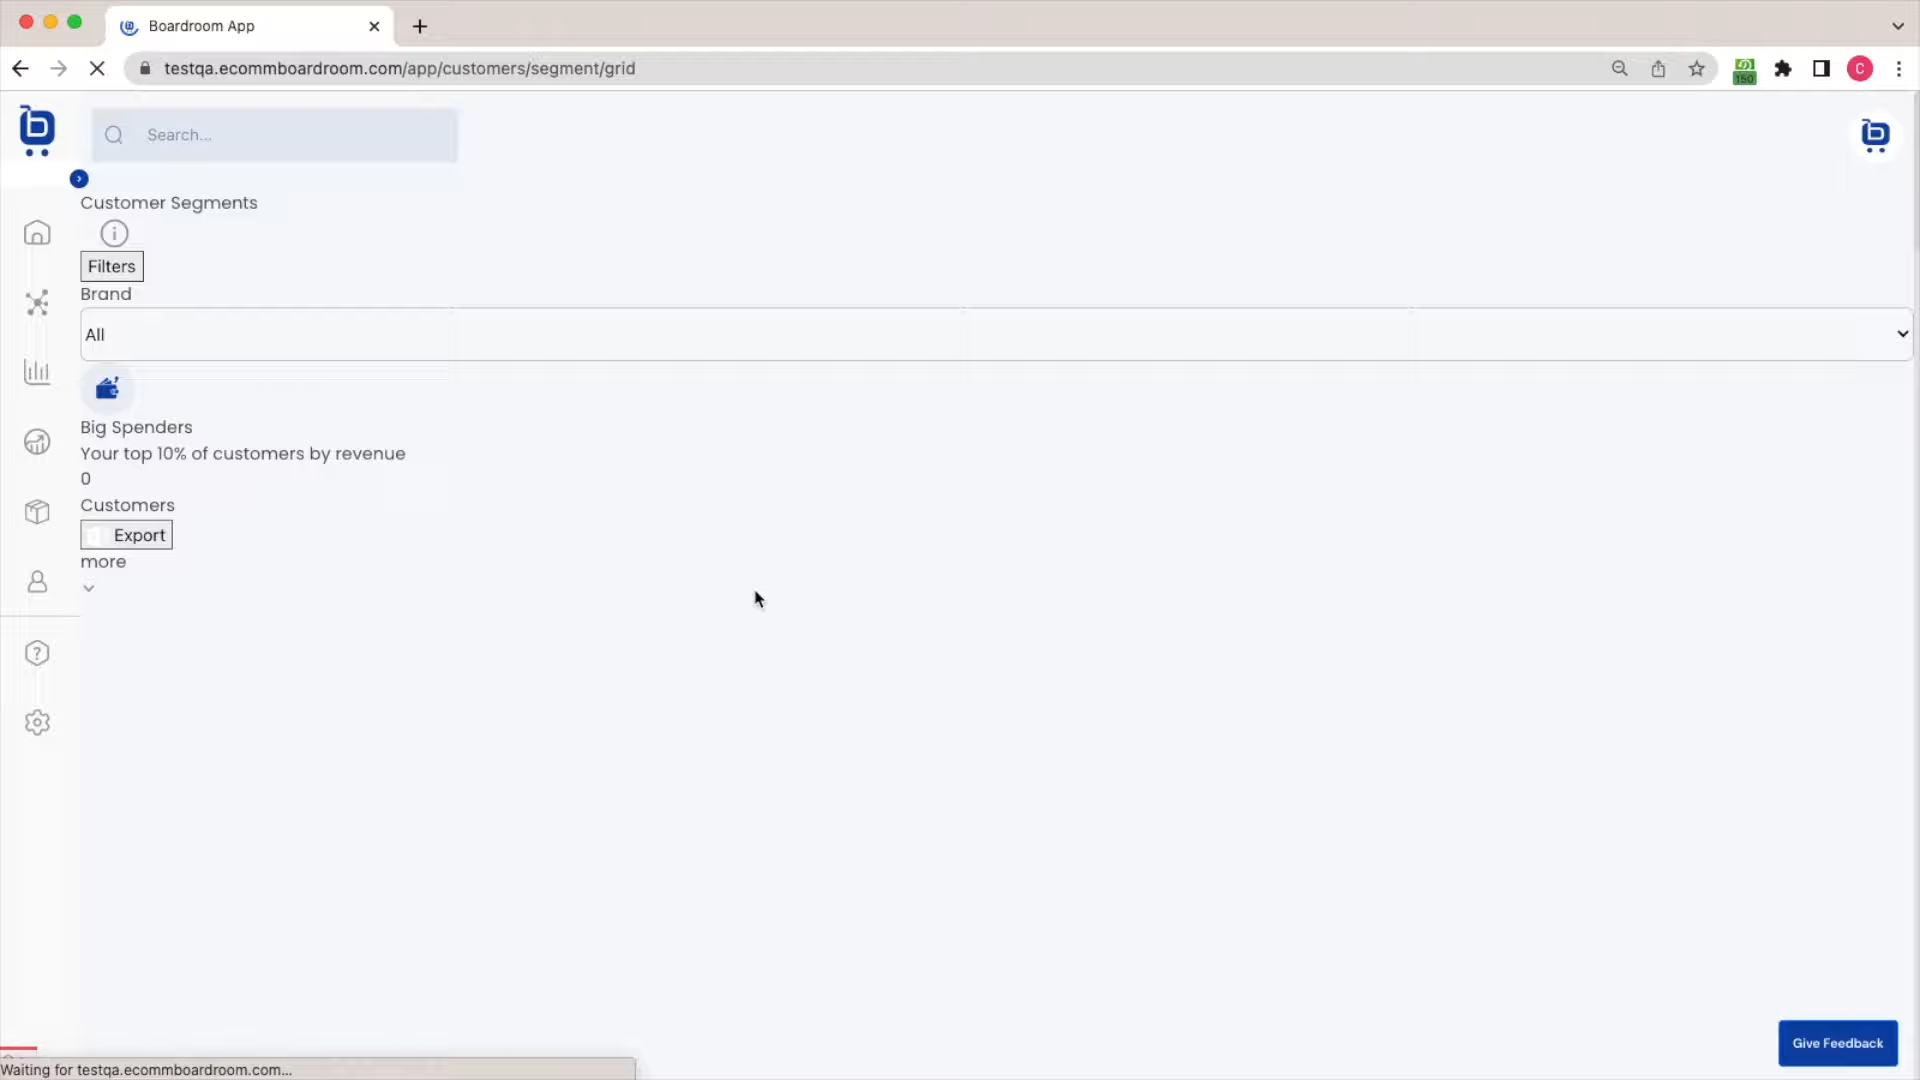 Boardroom App
testqa.ecommboardroom.com/app/customers/segment/grid
150
C
b
Search...
b
Customer Segments
Filters
Brand
All
Big Spenders
Your top 10% of customers by revenue
0
Customers
Export
more
Give Feedback
Waiting for testqa.ecommboardroom.com...